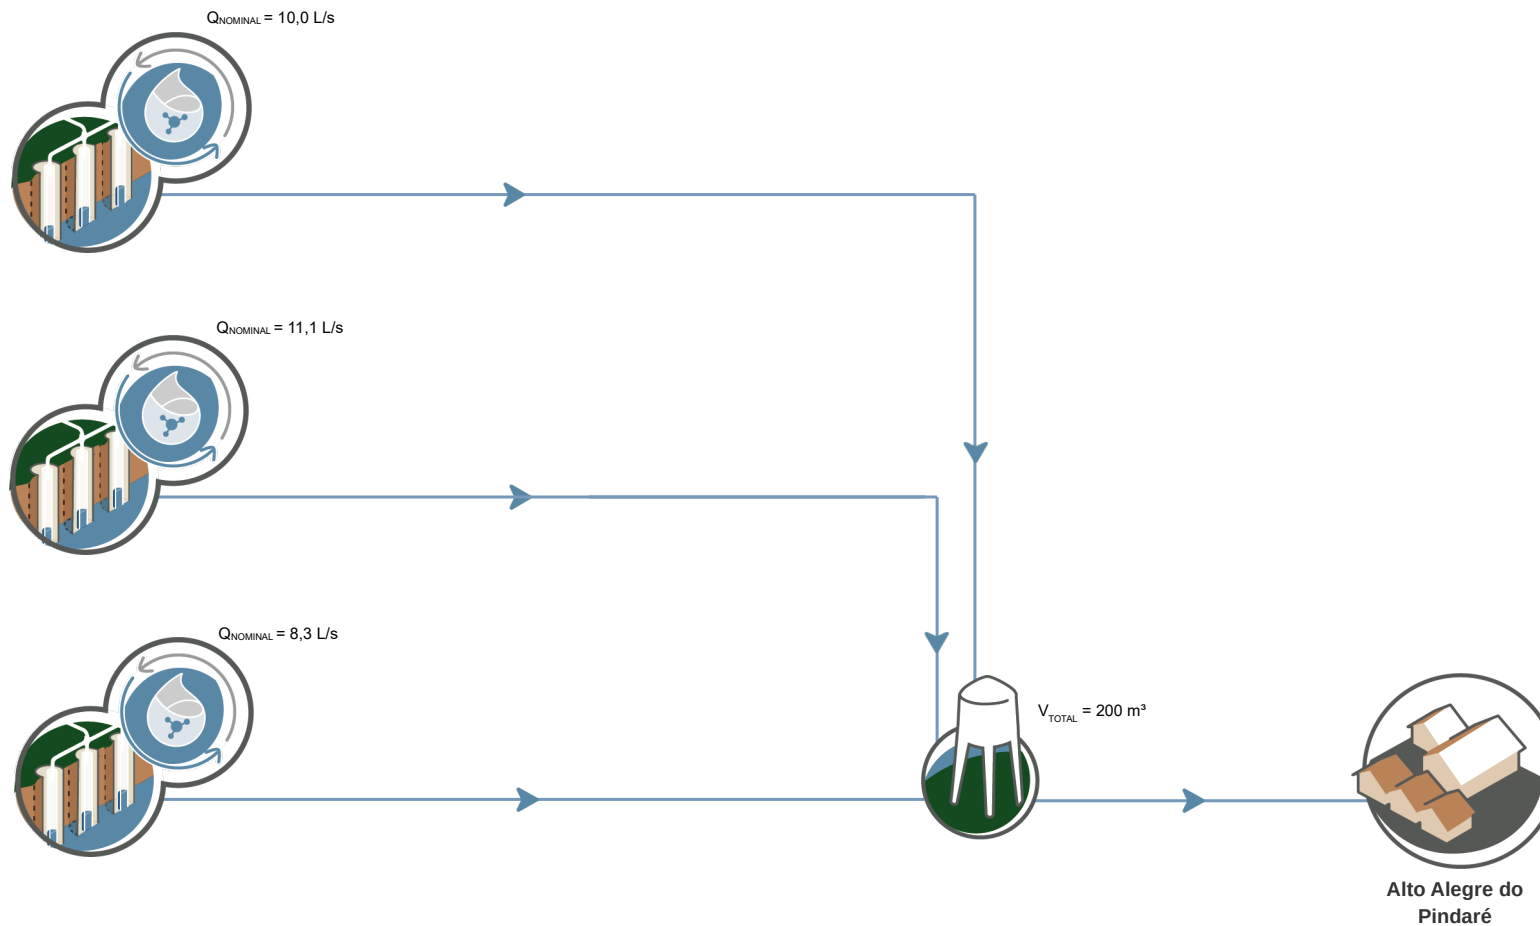 QNOMINAL = 10,0 L/s
QNOMINAL = 11,1 L/s
QNOMINAL = 8,3 L/s
VTOTAL = 200 m³
Alto Alegre do
Pindaré